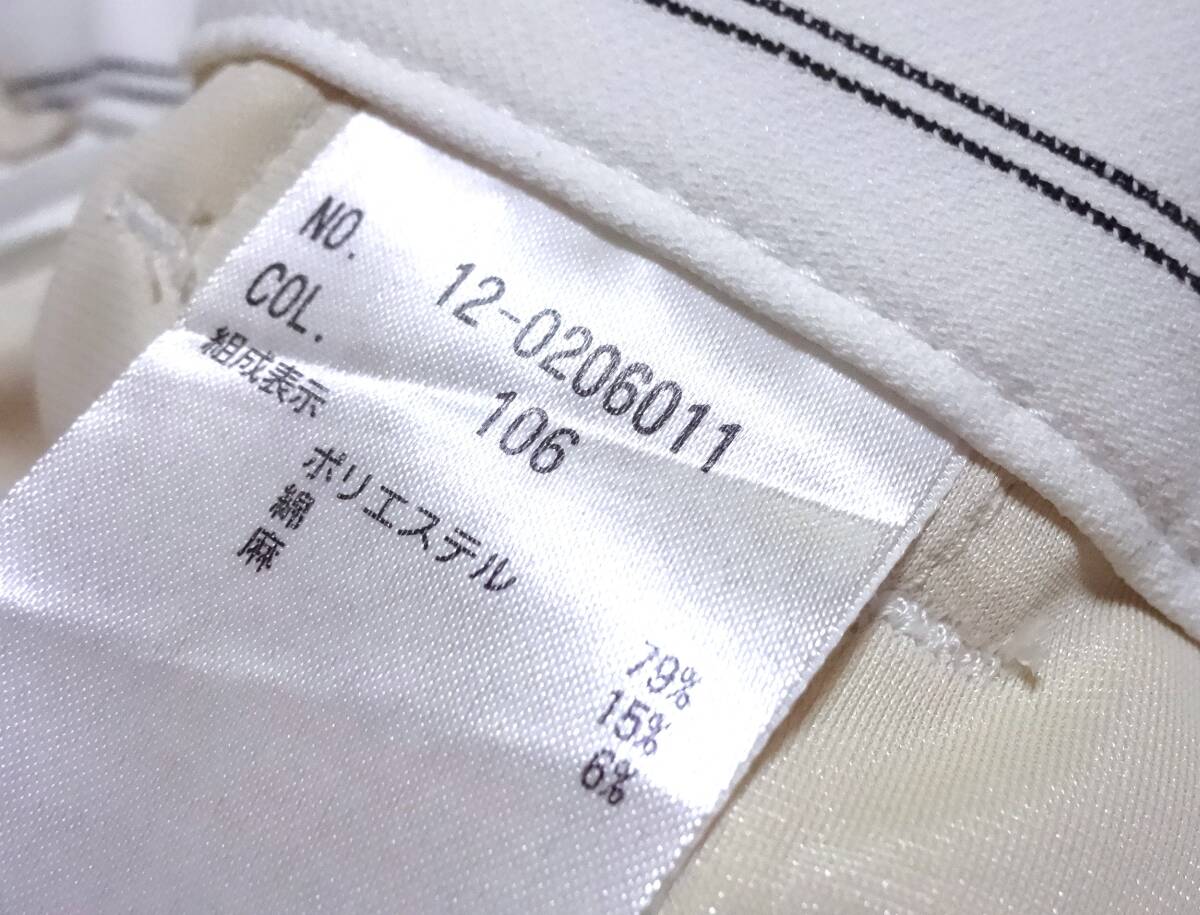 NO. 12-0206011
COL. 106
組成表示
ポリエステル 79%
綿 15%
麻 6%